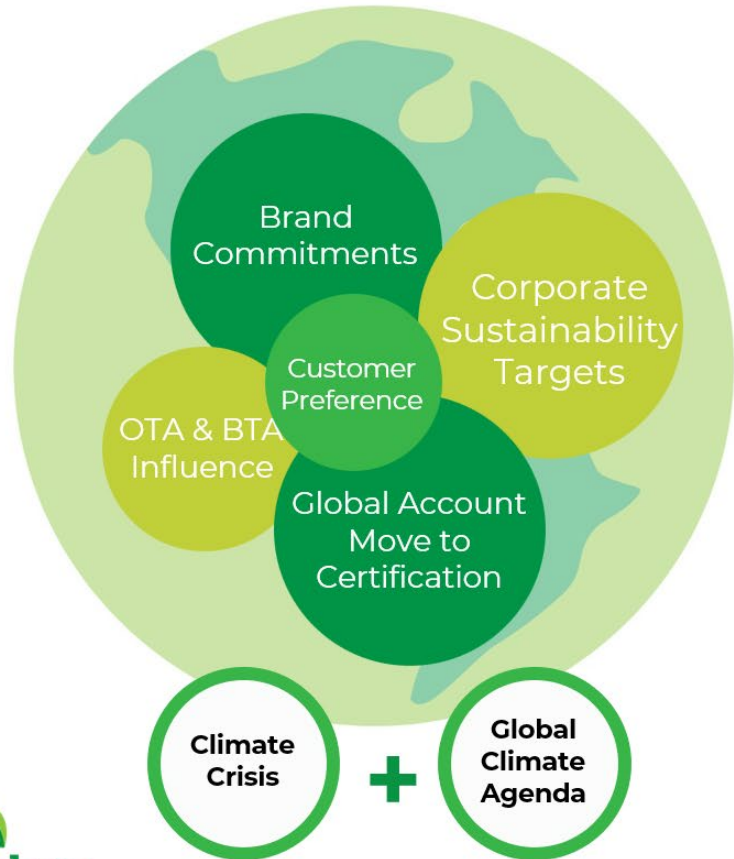 Brand
Commitments
Corporate
Sustainability
Targets
Customer
Preference
OTA & BTA
Influence
Global Account
Move to
Certification
Climate
Crisis
+
Global
Climate
Agenda